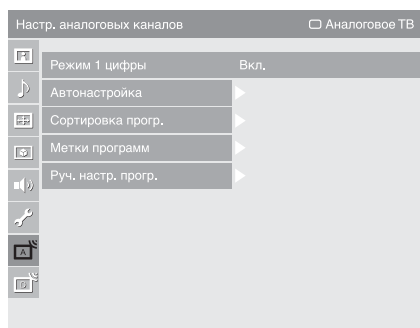 Настр. аналоговых каналов Аналоговое ТВ
Режим 1 цифры Вкл.
Автонастройка
Сортировка прогр.
Метки программ
Руч. настр. прогр.
A
D